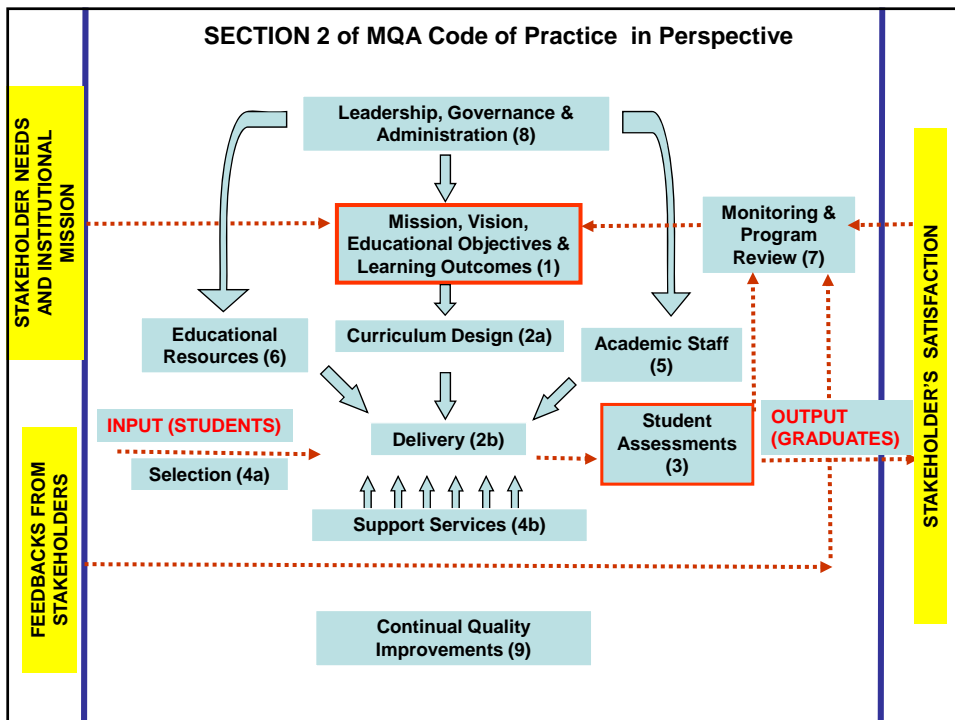 SECTION 2 of MQA Code of Practice in Perspective
STAKEHOLDER NEEDS
AND INSTITUTIONAL
MISSION
Leadership, Governance &
Administration (8)
Mission, Vision,
Educational Objectives &
Learning Outcomes (1)
Monitoring &
Program
Review (7)
Educational
Resources (6)
Curriculum Design (2a)
Academic Staff
(5)
INPUT (STUDENTS)
Selection (4a)
Delivery (2b)
Student
Assessments
(3)
OUTPUT
(GRADUATES)
STAKEHOLDER'S SATISFACTION
Support Services (4b)
FEEDBACKS FROM
STAKEHOLDERS
Continual Quality
Improvements (9)